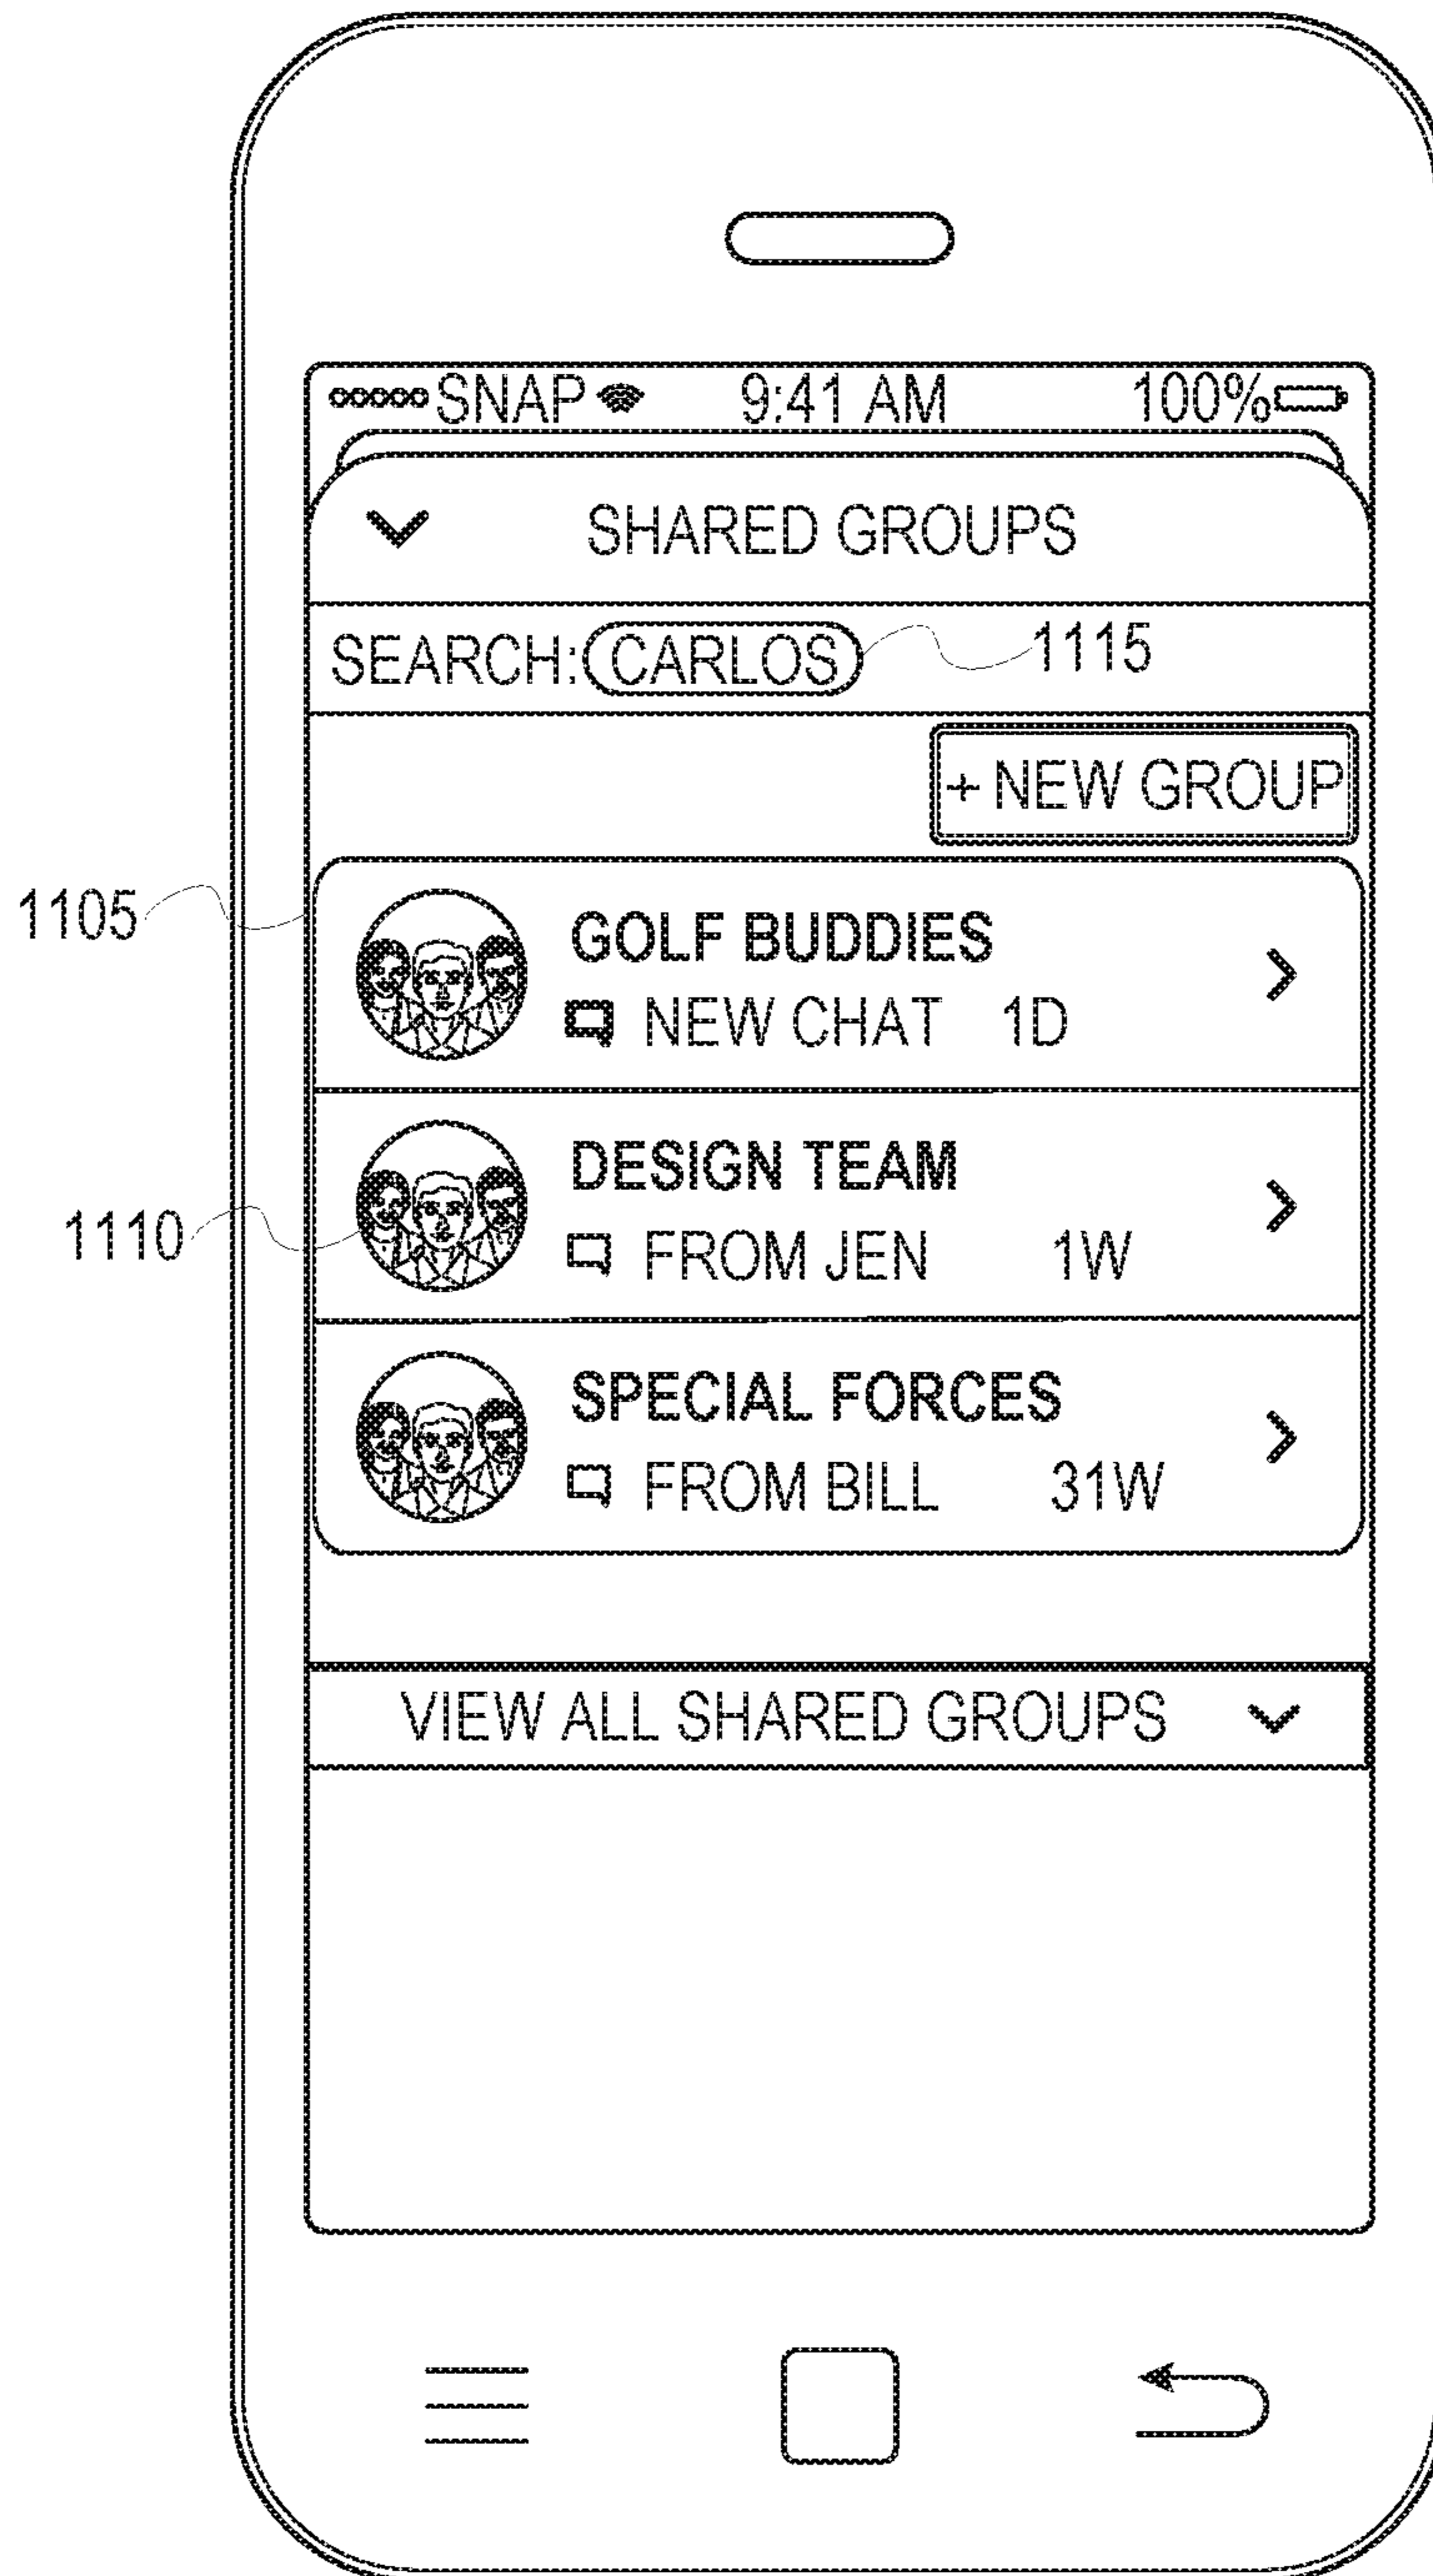 SNAP 9:41 AM 100%
SHARED GROUPS
SEARCH: CARLOS 1115
+ NEW GROUP
1105
GOLF BUDDIES
NEW CHAT 1D
DESIGN TEAM
1110
FROM JEN 1W
SPECIAL FORCES
FROM BILL 31W
VIEW ALL SHARED GROUPS